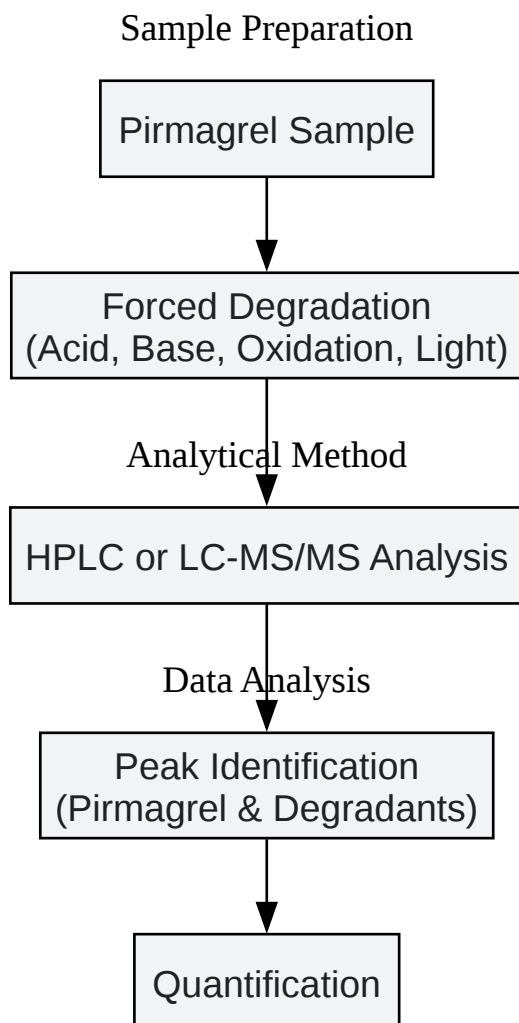 Sample Preparation
Pirmagrel Sample
Forced Degradation
(Acid, Base, Oxidation, Light)
Analytical Method
HPLC or LC-MS/MS Analysis
Data Analysis
Peak Identification
(Pirmagrel & Degradants)
Quantification